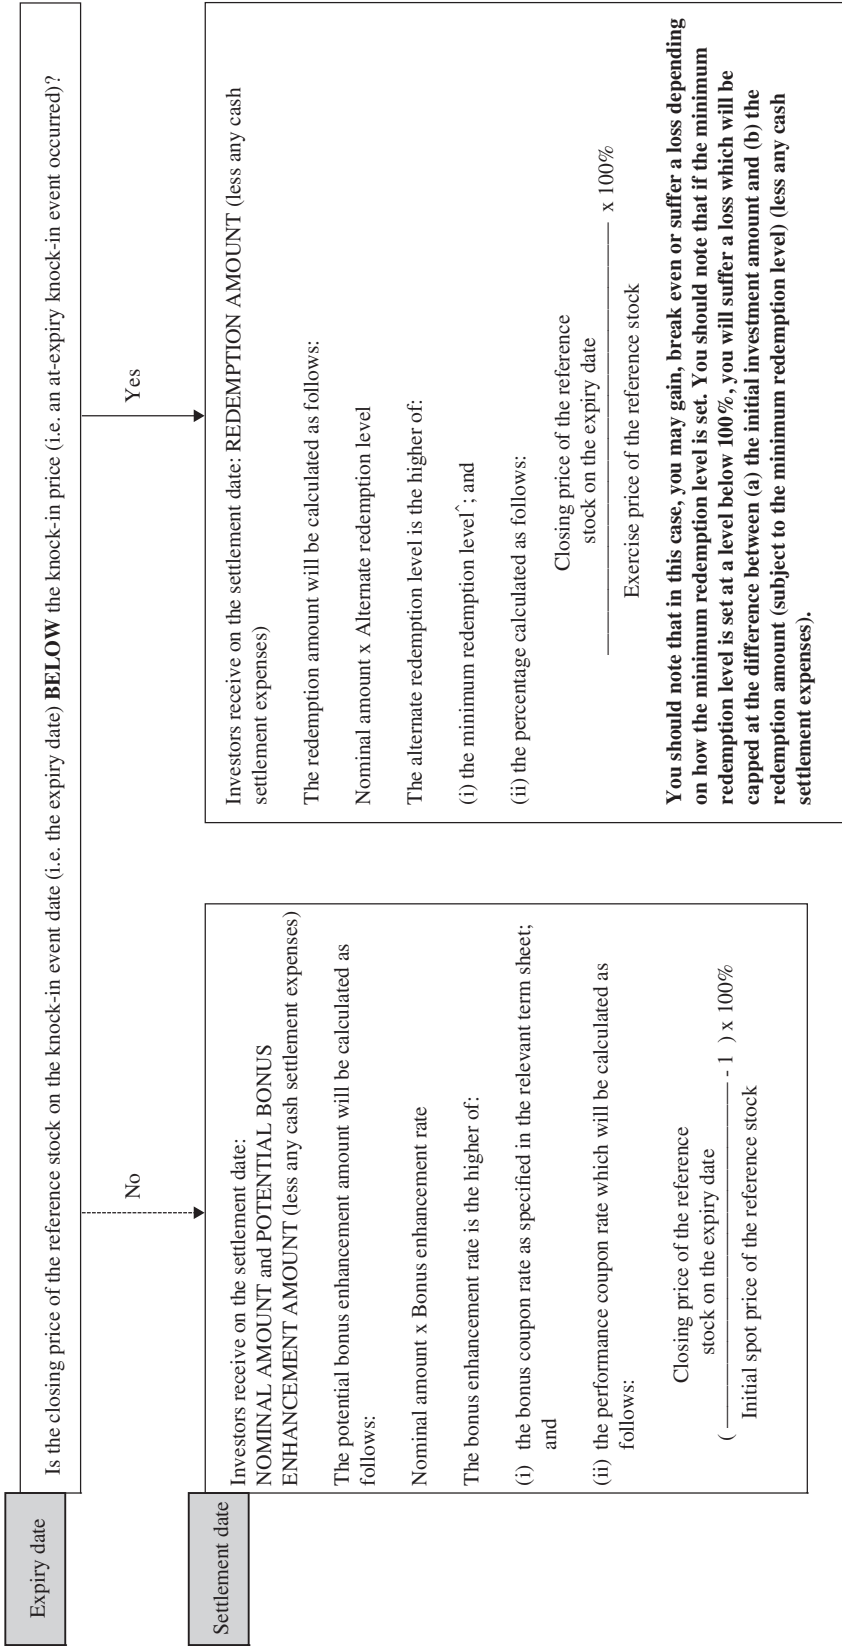 Expiry date
Is the closing price of the reference stock on the knock-in event date (i.e. the expiry date) BELOW the knock-in price (i.e. an at-expiry knock-in event occurred)?
No
Yes
Settlement date
Investors receive on the settlement date:
NOMINAL AMOUNT and POTENTIAL BONUS
ENHANCEMENT AMOUNT (less any cash settlement expenses)
The potential bonus enhancement amount will be calculated as
follows:
Nominal amount x Bonus enhancement rate
The bonus enhancement rate is the higher of:
(i) the bonus coupon rate as specified in the relevant term sheet;
and
(ii) the performance coupon rate which will be calculated as
follows:
Closing price of the reference
stock on the expiry date
( - 1 ) x 100%
Initial spot price of the reference stock
Investors receive on the settlement date: REDEMPTION AMOUNT (less any cash
settlement expenses)
The redemption amount will be calculated as follows:
Nominal amount x Alternate redemption level
The alternate redemption level is the higher of:
(i) the minimum redemption level^; and
(ii) the percentage calculated as follows:
Closing price of the reference
stock on the expiry date
x 100%
Exercise price of the reference stock
You should note that in this case, you may gain, break even or suffer a loss depending
on how the minimum redemption level is set. You should note that if the minimum
redemption level is set at a level below 100%, you will suffer a loss which will be
capped at the difference between (a) the initial investment amount and (b) the
redemption amount (subject to the minimum redemption level) (less any cash
settlement expenses).